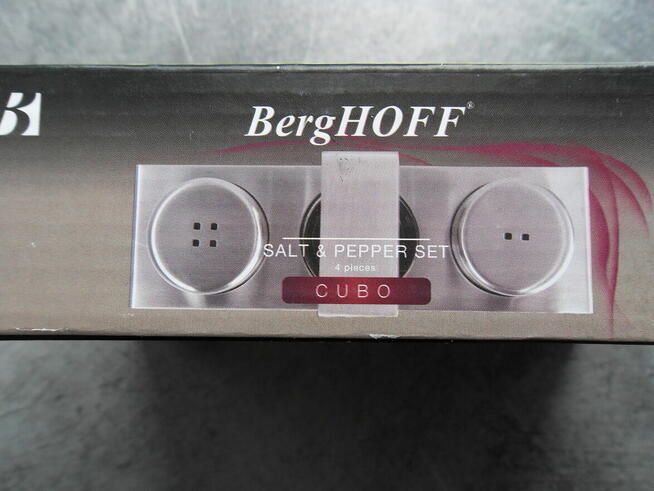 BergHOFF®
SALT & PEPPER SET
4 pieces
CUBO